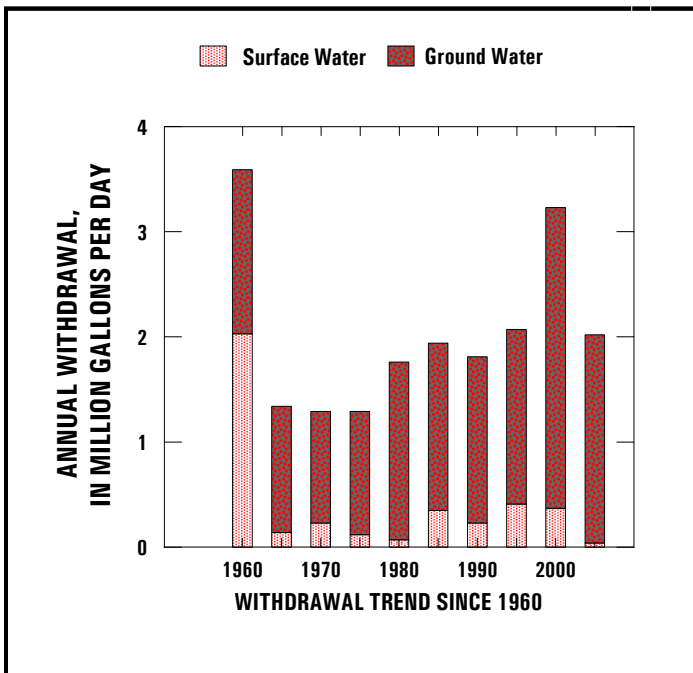 Surface Water Ground Water
ANNUAL WITHDRAWAL,
IN MILLION GALLONS PER DAY
4
3
2
1
0
1960 1970 1980 1990 2000
WITHDRAWAL TREND SINCE 1960